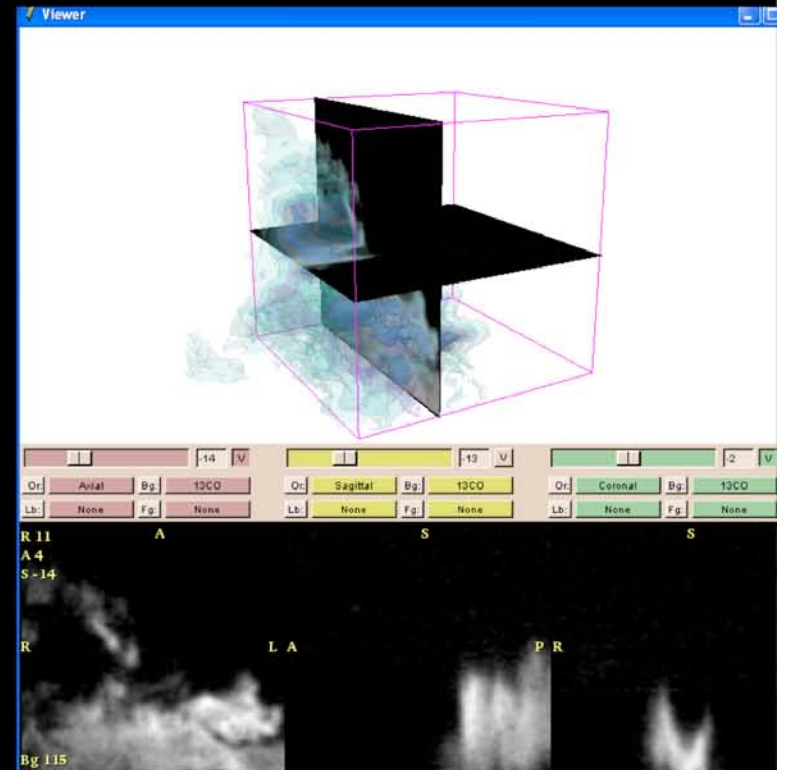 Viewer
-14 V -13 V -2 V
Or: Axial Bg: 13CO Or: Sagittal Bg: 13CO Or: Coronal Bg: 13CO
Lb: None Fg: None Lb: None Fg: None Lb: None Fg: None
R 11 A S S
A 4
S -14
R L A P R
Bg 115